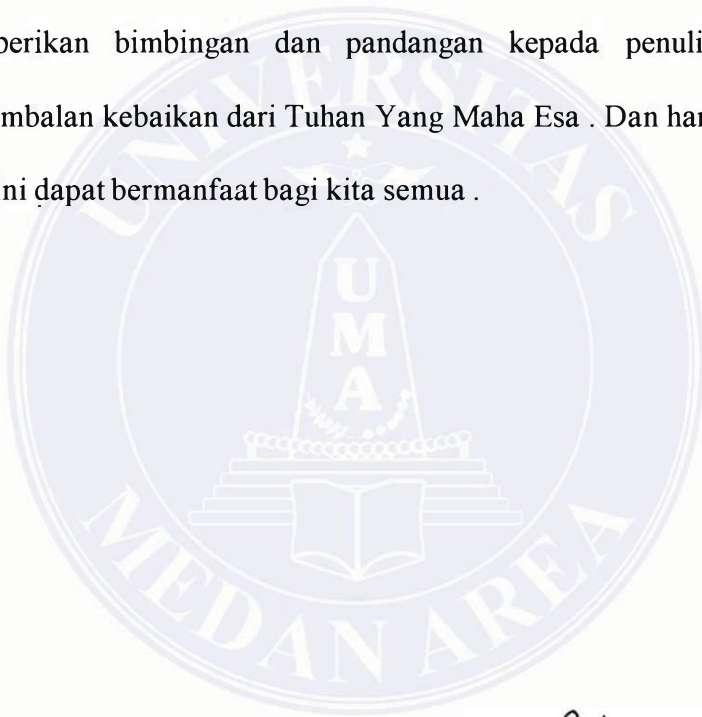 berikan bimbingan dan pandangan kepada penuli
mbalan kebaikan dari Tuhan Yang Maha Esa . Dan har
ni dapat bermanfaat bagi kita semua .
UNIVERSITAS
U
M
A
MEDAN AREA